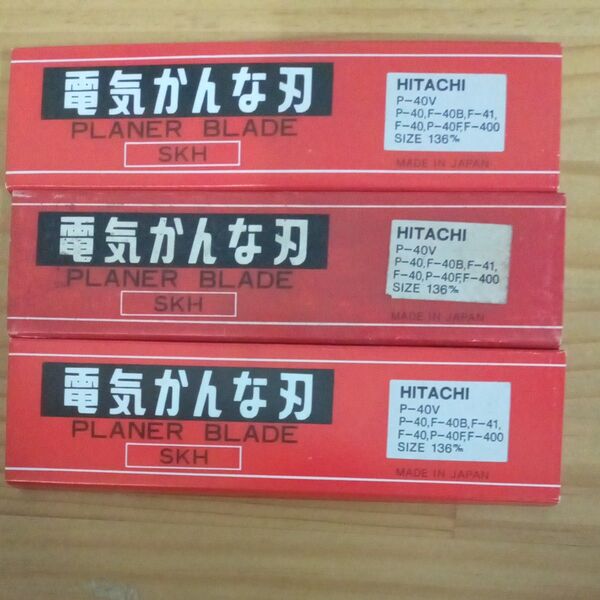 電気かんな刃
PLANER BLADE
SKH
HITACHI
P-40V
P-40,F-40B,F-41,
F-40,P-40F,F-400
SIZE 136㎜
MADE IN JAPAN
電気かんな刃
PLANER BLADE
SKH
HITACHI
P-40V
P-40,F-40B,F-41,
F-40,P-40F,F-400
SIZE 136㎜
MADE IN JAPAN
電気かんな刃
PLANER BLADE
SKH
HITACHI
P-40V
P-40,F-40B,F-41,
F-40,P-40F,F-400
SIZE 136㎜
MADE IN JAPAN